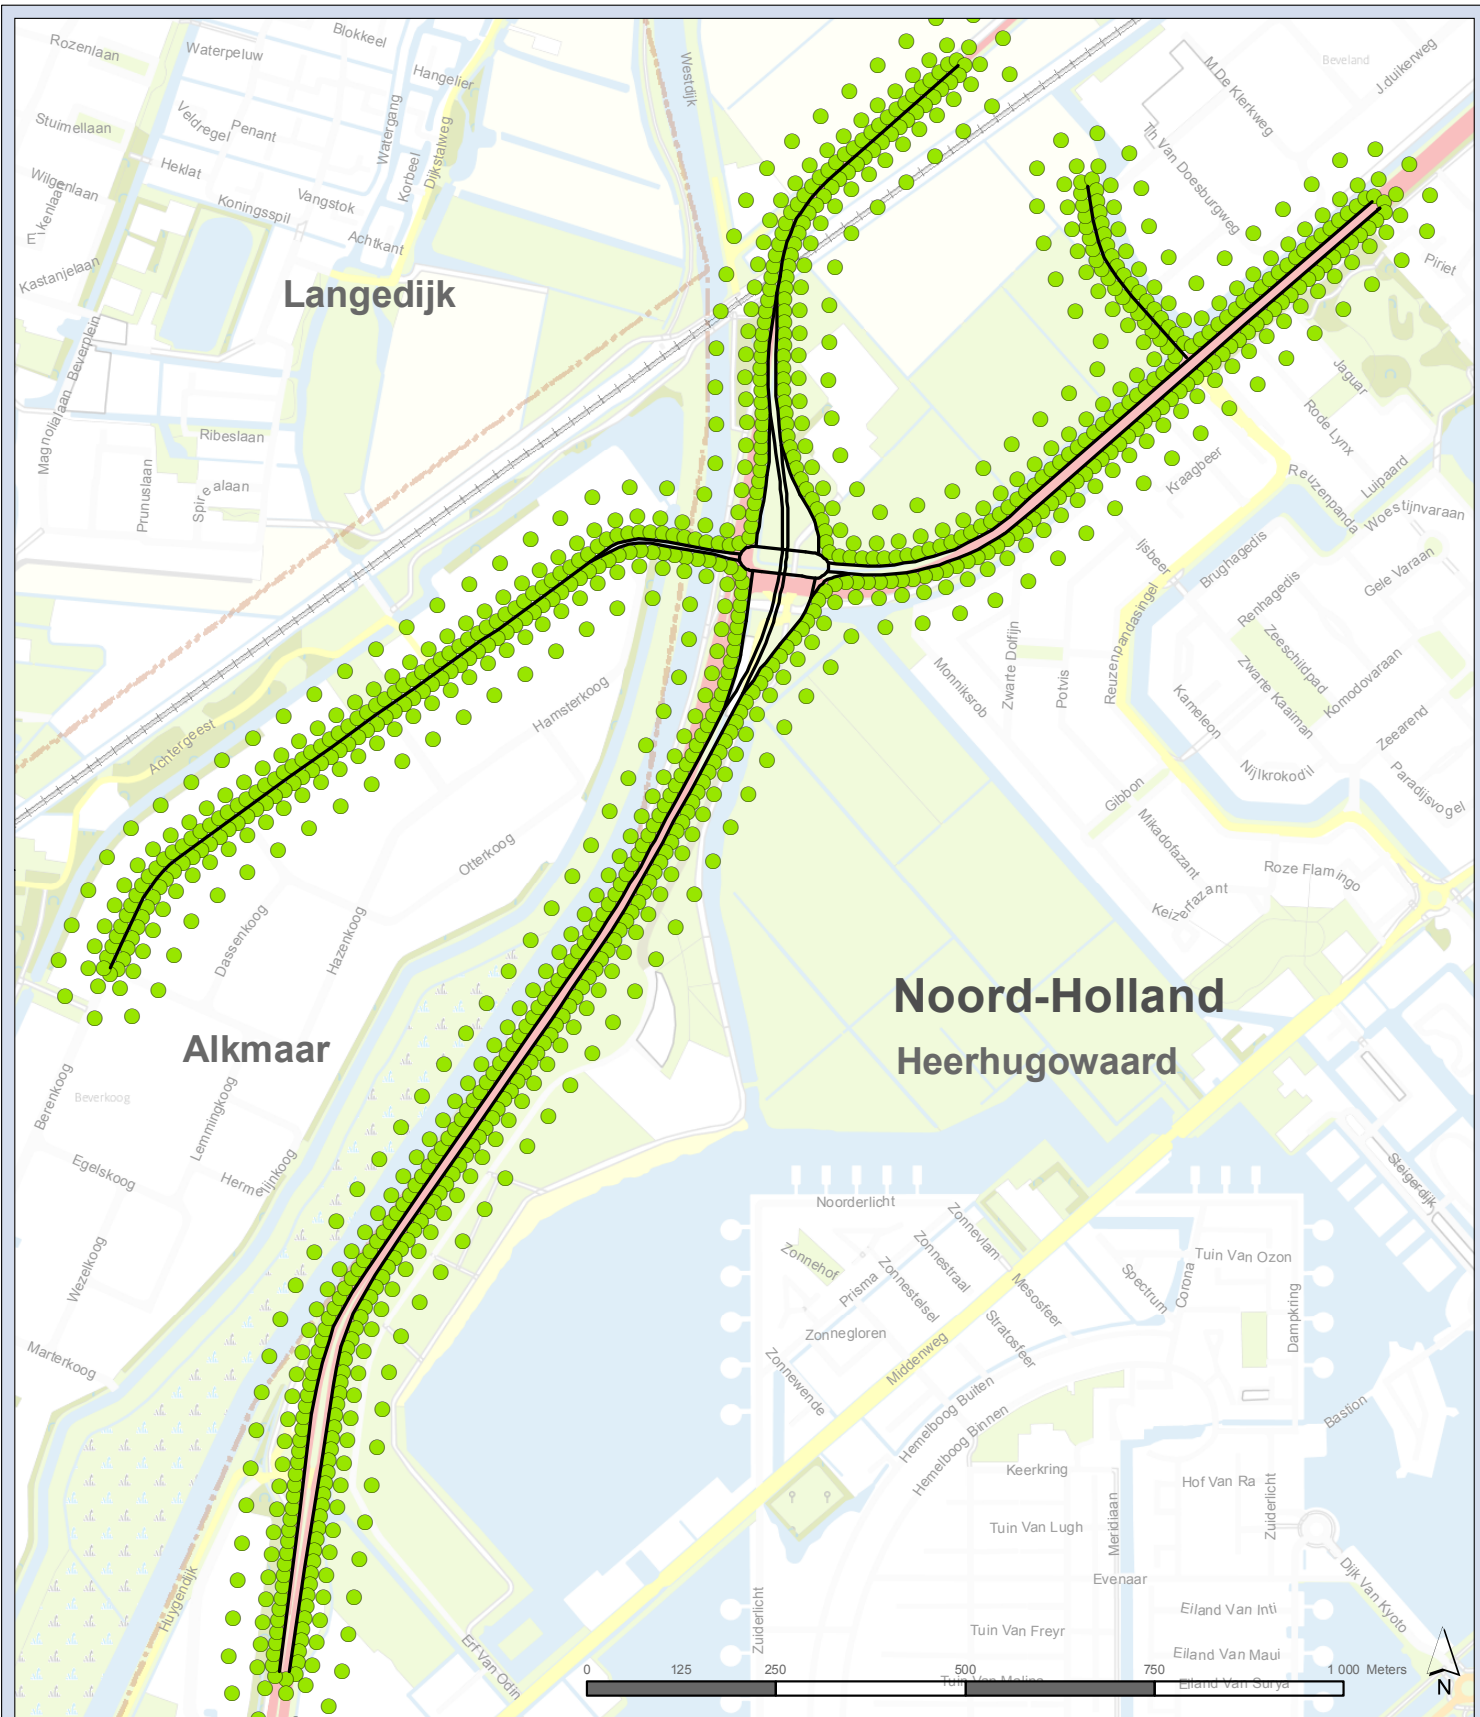 Rozenlaan
Waterpeluw
Blokkeel
Hangelier
Westdijk
Beveland
M.De Klerkweg
J.duikerweg
Stuimellaan
Veldregel
Penant
Watergang
Dijkstalweg
Korbeel
Heklat
Wilgenlaan
Eikenlaan
Koningsspil
Vangstok
Achtkant
Tln Van Doesburgweg
Piriet
Kastanjelaan
Langedijk
Beverplein
Magnolialaan
Ribeslaan
Prunuslaan
Spirealaan
Jaguar
Rode Lynx
Kraagbeer
Reuzenpanda
Luipaard
Woestijnvaraan
Ijsbeer
Brughagedis
Gele Varaan
Renhagedis
Reuzenpandasingel
Zeeschildpad
Zwarte Dolfijn
Potvis
Monniksrob
Zwarte Kaaiman
Komodovaraan
Kameleon
Zeearend
Hamsterkoog
Achtergeest
Nijlkrokodil
Paradijsvogel
Gibbon
Mikadofazant
Otterkoog
Roze Flamingo
Keizerfazant
Dassenkoog
Hazenkoog
Noord-Holland
Alkmaar
Heerhugowaard
Berenkoog
Beverkoog
Lemmingkoog
Egelskoog
Hermelijnkoog
Steigerdijk
Noorderlicht
Zonnevlam
Zonnehof
Zonnestraal
Tuin Van Ozon
Wezelkoog
Prisma
Zonnestelsel
Mesosfeer
Spectrum
Corona
Dampkring
Zonnegloren
Stratosfeer
Marterkoog
Middenweg
Zonnewende
Hemelboog Buiten
Hemelboog Binnen
Bastion
Keerkring
Hof Van Ra
Zuiderlicht
Tuin Van Lugh
Meridiaan
Evenaar
Dijk Van Kyoto
Huygendijk
Eiland Van Inti
Zuiderlicht
Tuin Van Freyr
Erf Van Odin
Eiland Van Maui
0 125 250 500 750 1 000 Meters
Tuin Van Moline
Eiland Van Surya
N